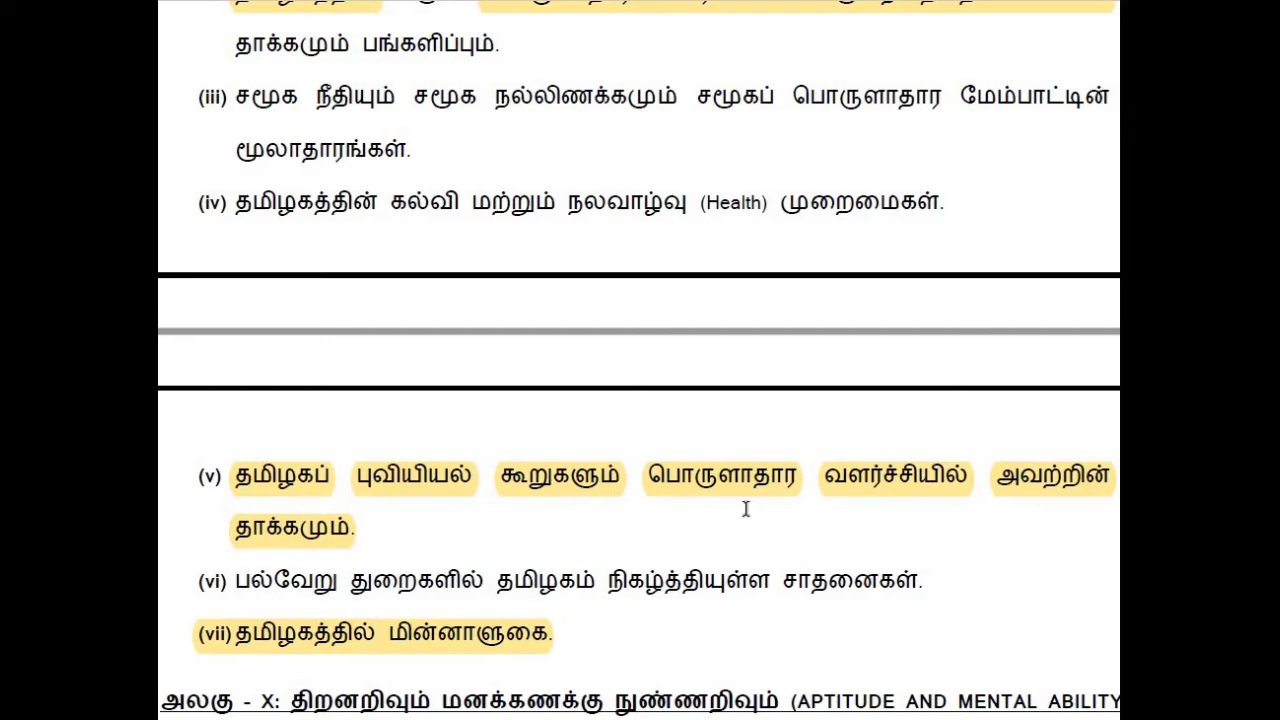 தாக்கமும் பங்களிப்பும்.
(iii) சமூக நீதியும் சமூக நல்லிணக்கமும் சமூகப் பொருளாதார மேம்பாட்டின்
மூலாதாரங்கள்.
(iv) தமிழகத்தின் கல்வி மற்றும் நலவாழ்வு (Health) முறைமைகள்.
(v) தமிழகப் புவியியல் கூறுகளும் பொருளாதார வளர்ச்சியில் அவற்றின்
தாக்கமும்.
(vi) பல்வேறு துறைகளில் தமிழகம் நிகழ்த்தியுள்ள சாதனைகள்.
(vii) தமிழகத்தில் மின்னாளுகை.
அலகு - X: திறனறிவும் மனக்கணக்கு நுண்ணறிவும் (APTITUDE AND MENTAL ABILITY